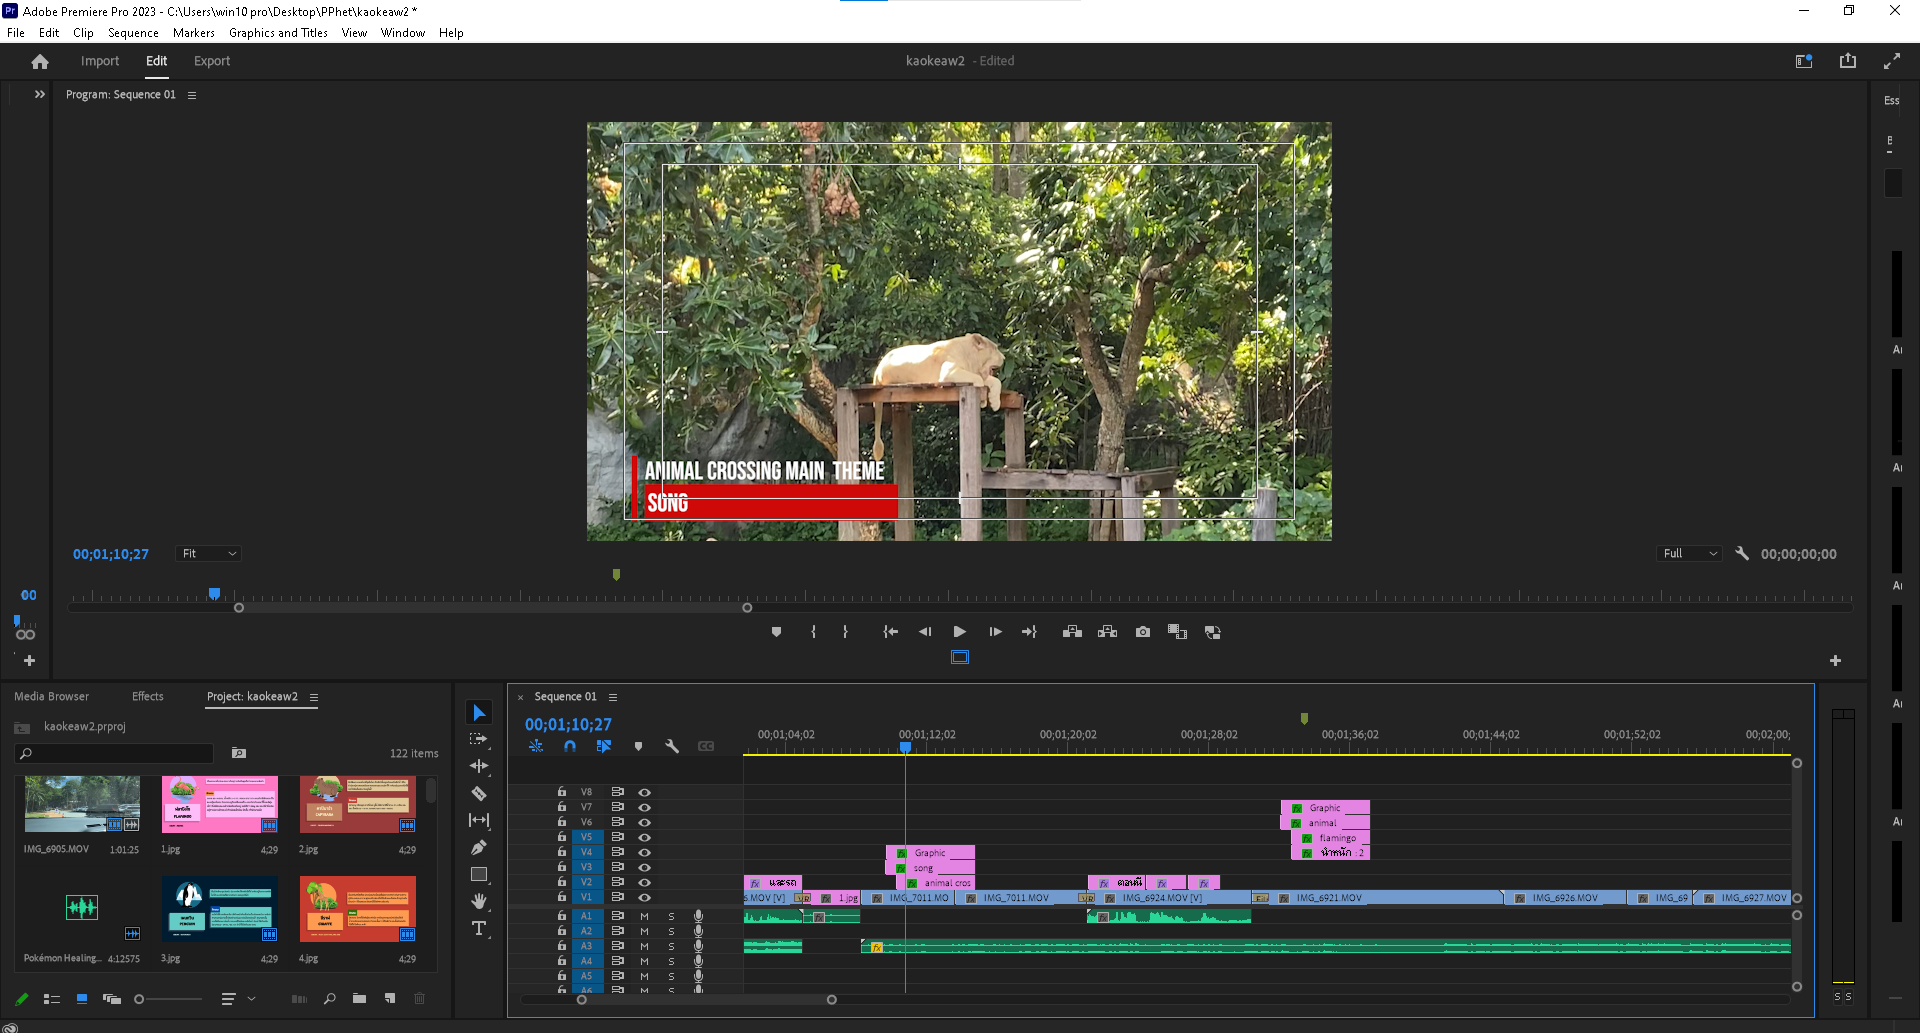 Adobe Premiere Pro 2023 - C:\Users\win10 pro\Desktop\PPhet\kaokeaw2 *
File Edit Clip Sequence Markers Graphics and Titles View Window Help
Import Edit Export
kaokeaw2 - Edited
Program: Sequence 01
Ess
ANIMAL CROSSING MAIN THEME
SONG
00;01;10;27
Fit
Full
00;00;00;00
00
Media Browser Effects Project: kaokeaw2
kaokeaw2.prproj
122 items
IMG_6905.MOV 1:01:25
1.jpg 4;29
2.jpg 4;29
Pokémon Healing... 4:12575
3.jpg 4;29
4.jpg 4;29
Sequence 01
00;01;10;27
00;01;04;02 00;01;12;02 00;01;20;02 00;01;28;02 00;01;36;02 00;01;44;02 00;01;52;02 00;02;00;
V8
V7 Graphic
V6 animal
V5 flamingo
V4 Graphic น้ำหนัก : 2
V3 song
V2 และรถ animal cros ตอนนี้
V1 6.MOV [V] 1.jpg IMG_7011.MO IMG_7011.MOV IMG_6924.MOV [V] IMG_6921.MOV IMG_6926.MOV IMG_69 IMG_6927.MOV
A1 M S
A2 M S
A3 M S
A4 M S
A5 M S
A6 M S
S S